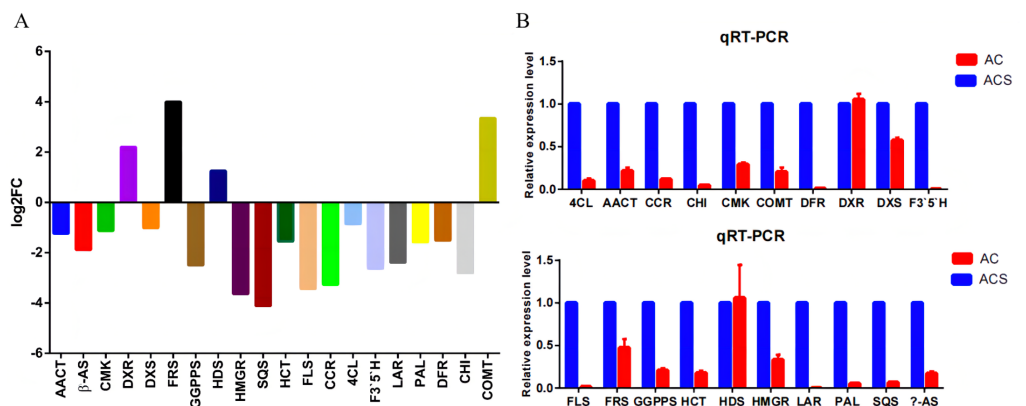 A
log2FC
6
4
2
0
-2
-4
-6
AACT
β-AS
CMK
DXR
DXS
FRS
GGPPS
HDS
HMGR
SQS
HCT
FLS
CCR
4CL
F3`5`H
LAR
PAL
DFR
CHI
COMT
B
qRT-PCR
AC
ACS
Relative expression level
1.5
1.0
0.5
0.0
4CL AACT CCR CHI CMK COMT DFR DXR DXS F3`5`H
qRT-PCR
AC
ACS
Relative expression level
1.5
1.0
0.5
0.0
FLS FRS GGPPS HCT HDS HMGR LAR PAL SQS ?-AS